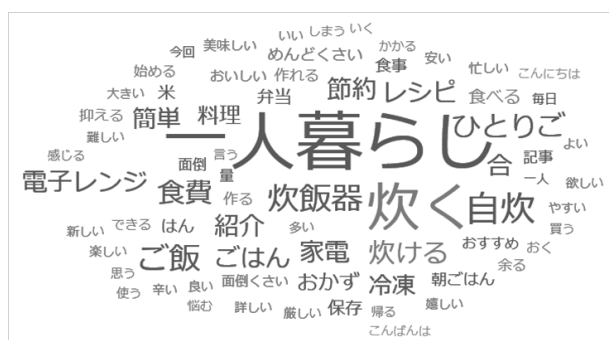 いい しまう いく
今回 美味しい めんどくさい かかる 安い
始める おいしい 作れる 食事 忙しい こんにちは
大きい 米 弁当 節約 レシピ 食べる 毎日
抑える 簡単 料理 一人暮らし ひとりご よい
難しい 合 記事
感じる 面倒 言う 一人 欲しい
電子レンジ 食費 量 作る 炊飯器 炊く 自炊 やすい
新しい できる はん 紹介 多い 買う
楽しい ご飯 ごはん 家電 炊ける おすすめ おく
思う 余る
使う 辛い 良い 面倒くさい おかず 冷凍 朝ごはん
悩む 詳しい 厳しい 保存 帰る 嬉しい
こんばんは